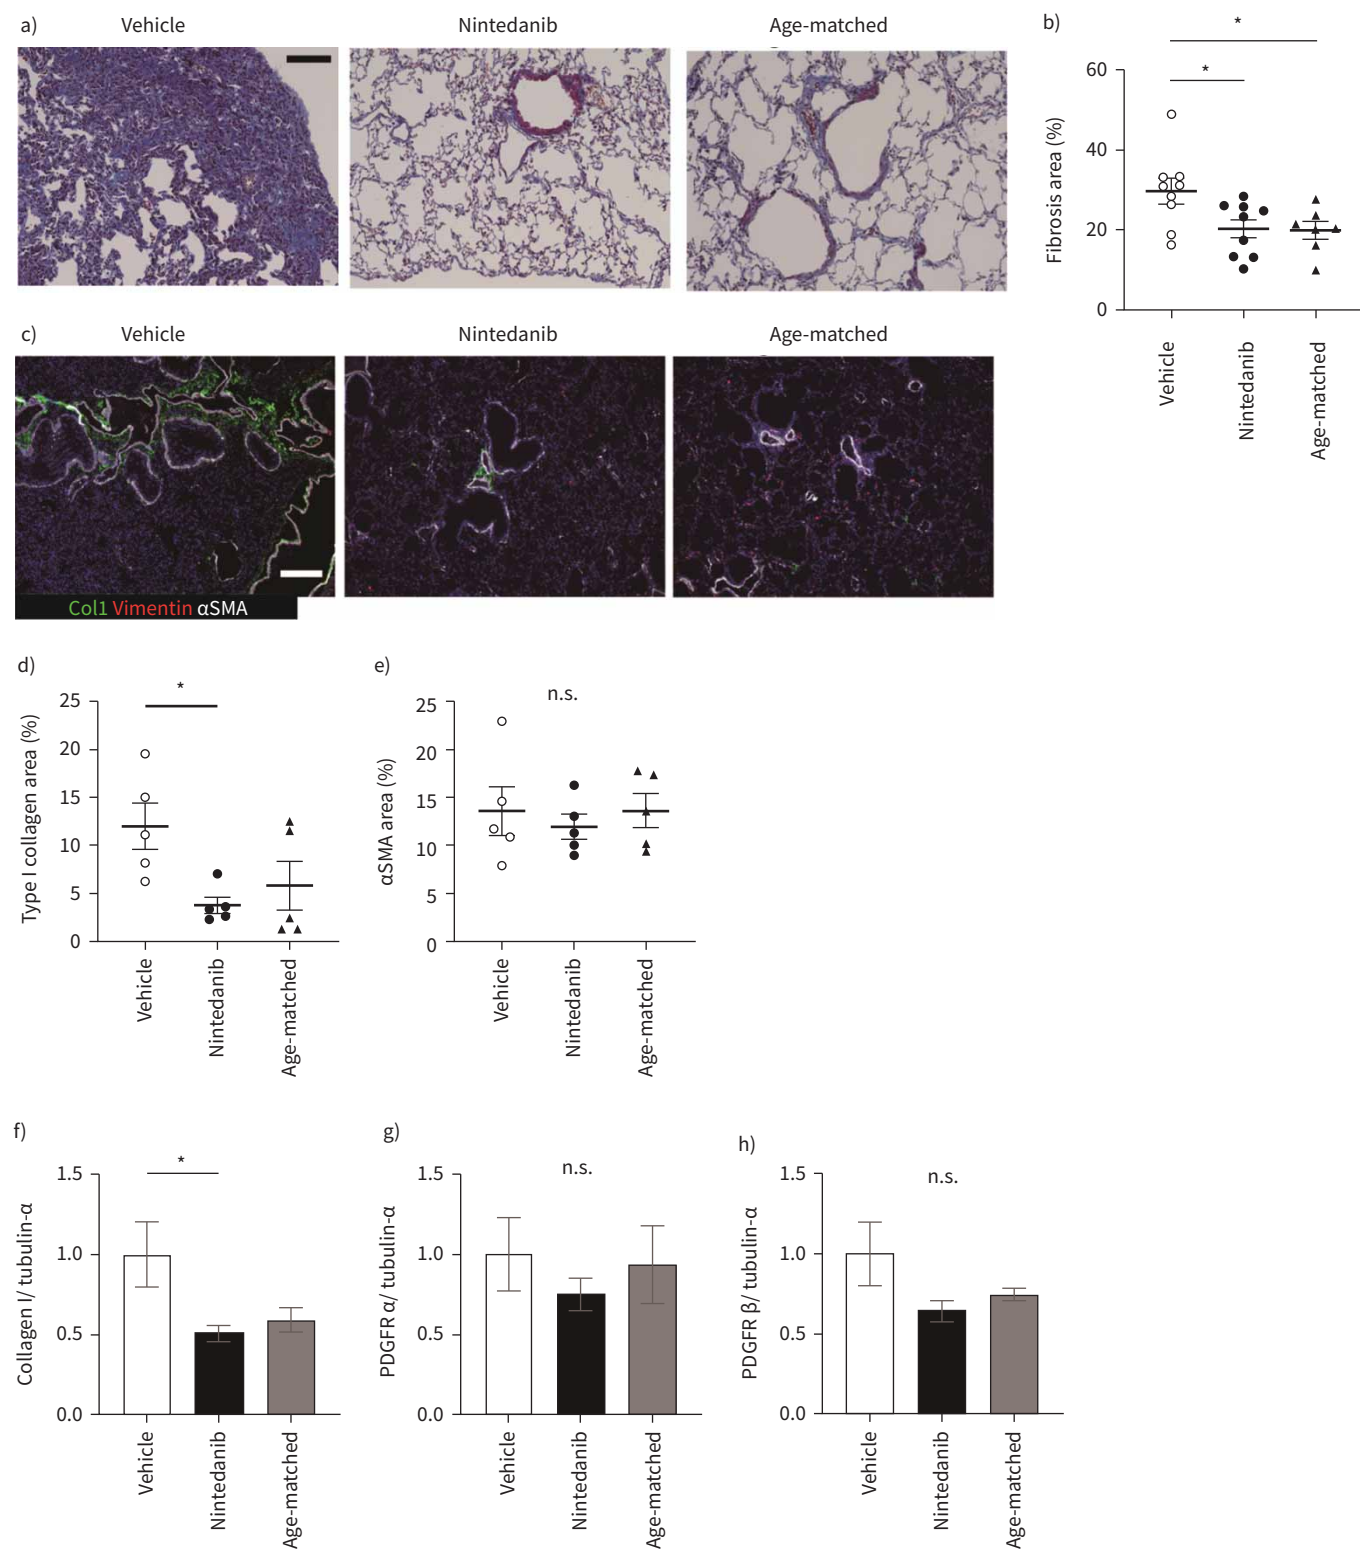 a)
Vehicle
Nintedanib
Age-matched
b)
*
*
Fibrosis area (%)
60
40
20
0
Vehicle
Nintedanib
Age-matched
c)
Vehicle
Nintedanib
Age-matched
Col1 Vimentin αSMA
d)
*
Type I collagen area (%)
25
20
15
10
5
0
Vehicle
Nintedanib
Age-matched
e)
n.s.
αSMA area (%)
25
20
15
10
5
0
Vehicle
Nintedanib
Age-matched
f)
*
Collagen I/ tubulin-α
1.5
1.0
0.5
0.0
Vehicle
Nintedanib
Age-matched
g)
n.s.
PDGFR α/ tubulin-α
1.5
1.0
0.5
0.0
Vehicle
Nintedanib
Age-matched
h)
n.s.
PDGFR β/ tubulin-α
1.5
1.0
0.5
0.0
Vehicle
Nintedanib
Age-matched